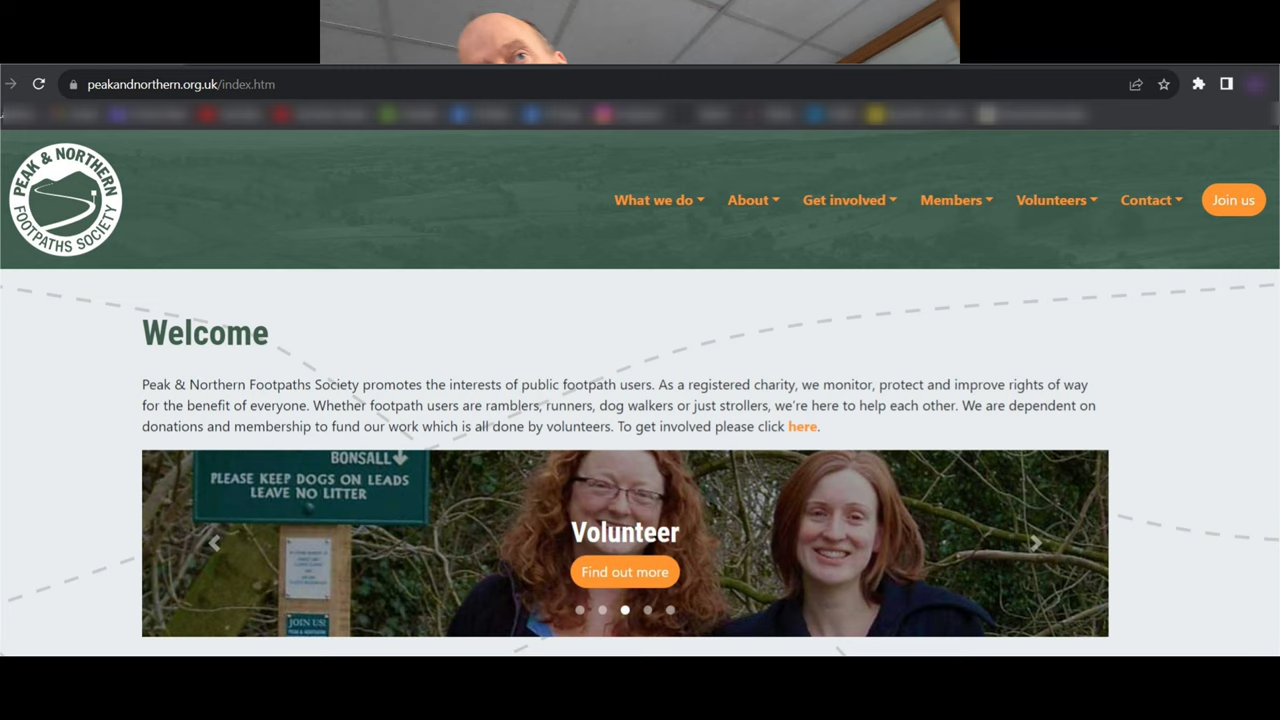 peakandnorthern.org.uk/index.htm
PEAK & NORTHERN
FOOTPATHS SOCIETY
What we do
About
Get involved
Members
Volunteers
Contact
Join us
Welcome
Peak & Northern Footpaths Society promotes the interests of public footpath users. As a registered charity, we monitor, protect and improve rights of way
for the benefit of everyone. Whether footpath users are ramblers, runners, dog walkers or just strollers, we're here to help each other. We are dependent on
donations and membership to fund our work which is all done by volunteers. To get involved please click here.
BONSALL
PLEASE KEEP DOGS ON LEADS
LEAVE NO LITTER
Volunteer
Find out more
JOIN US!
PEAK & NORTHERN